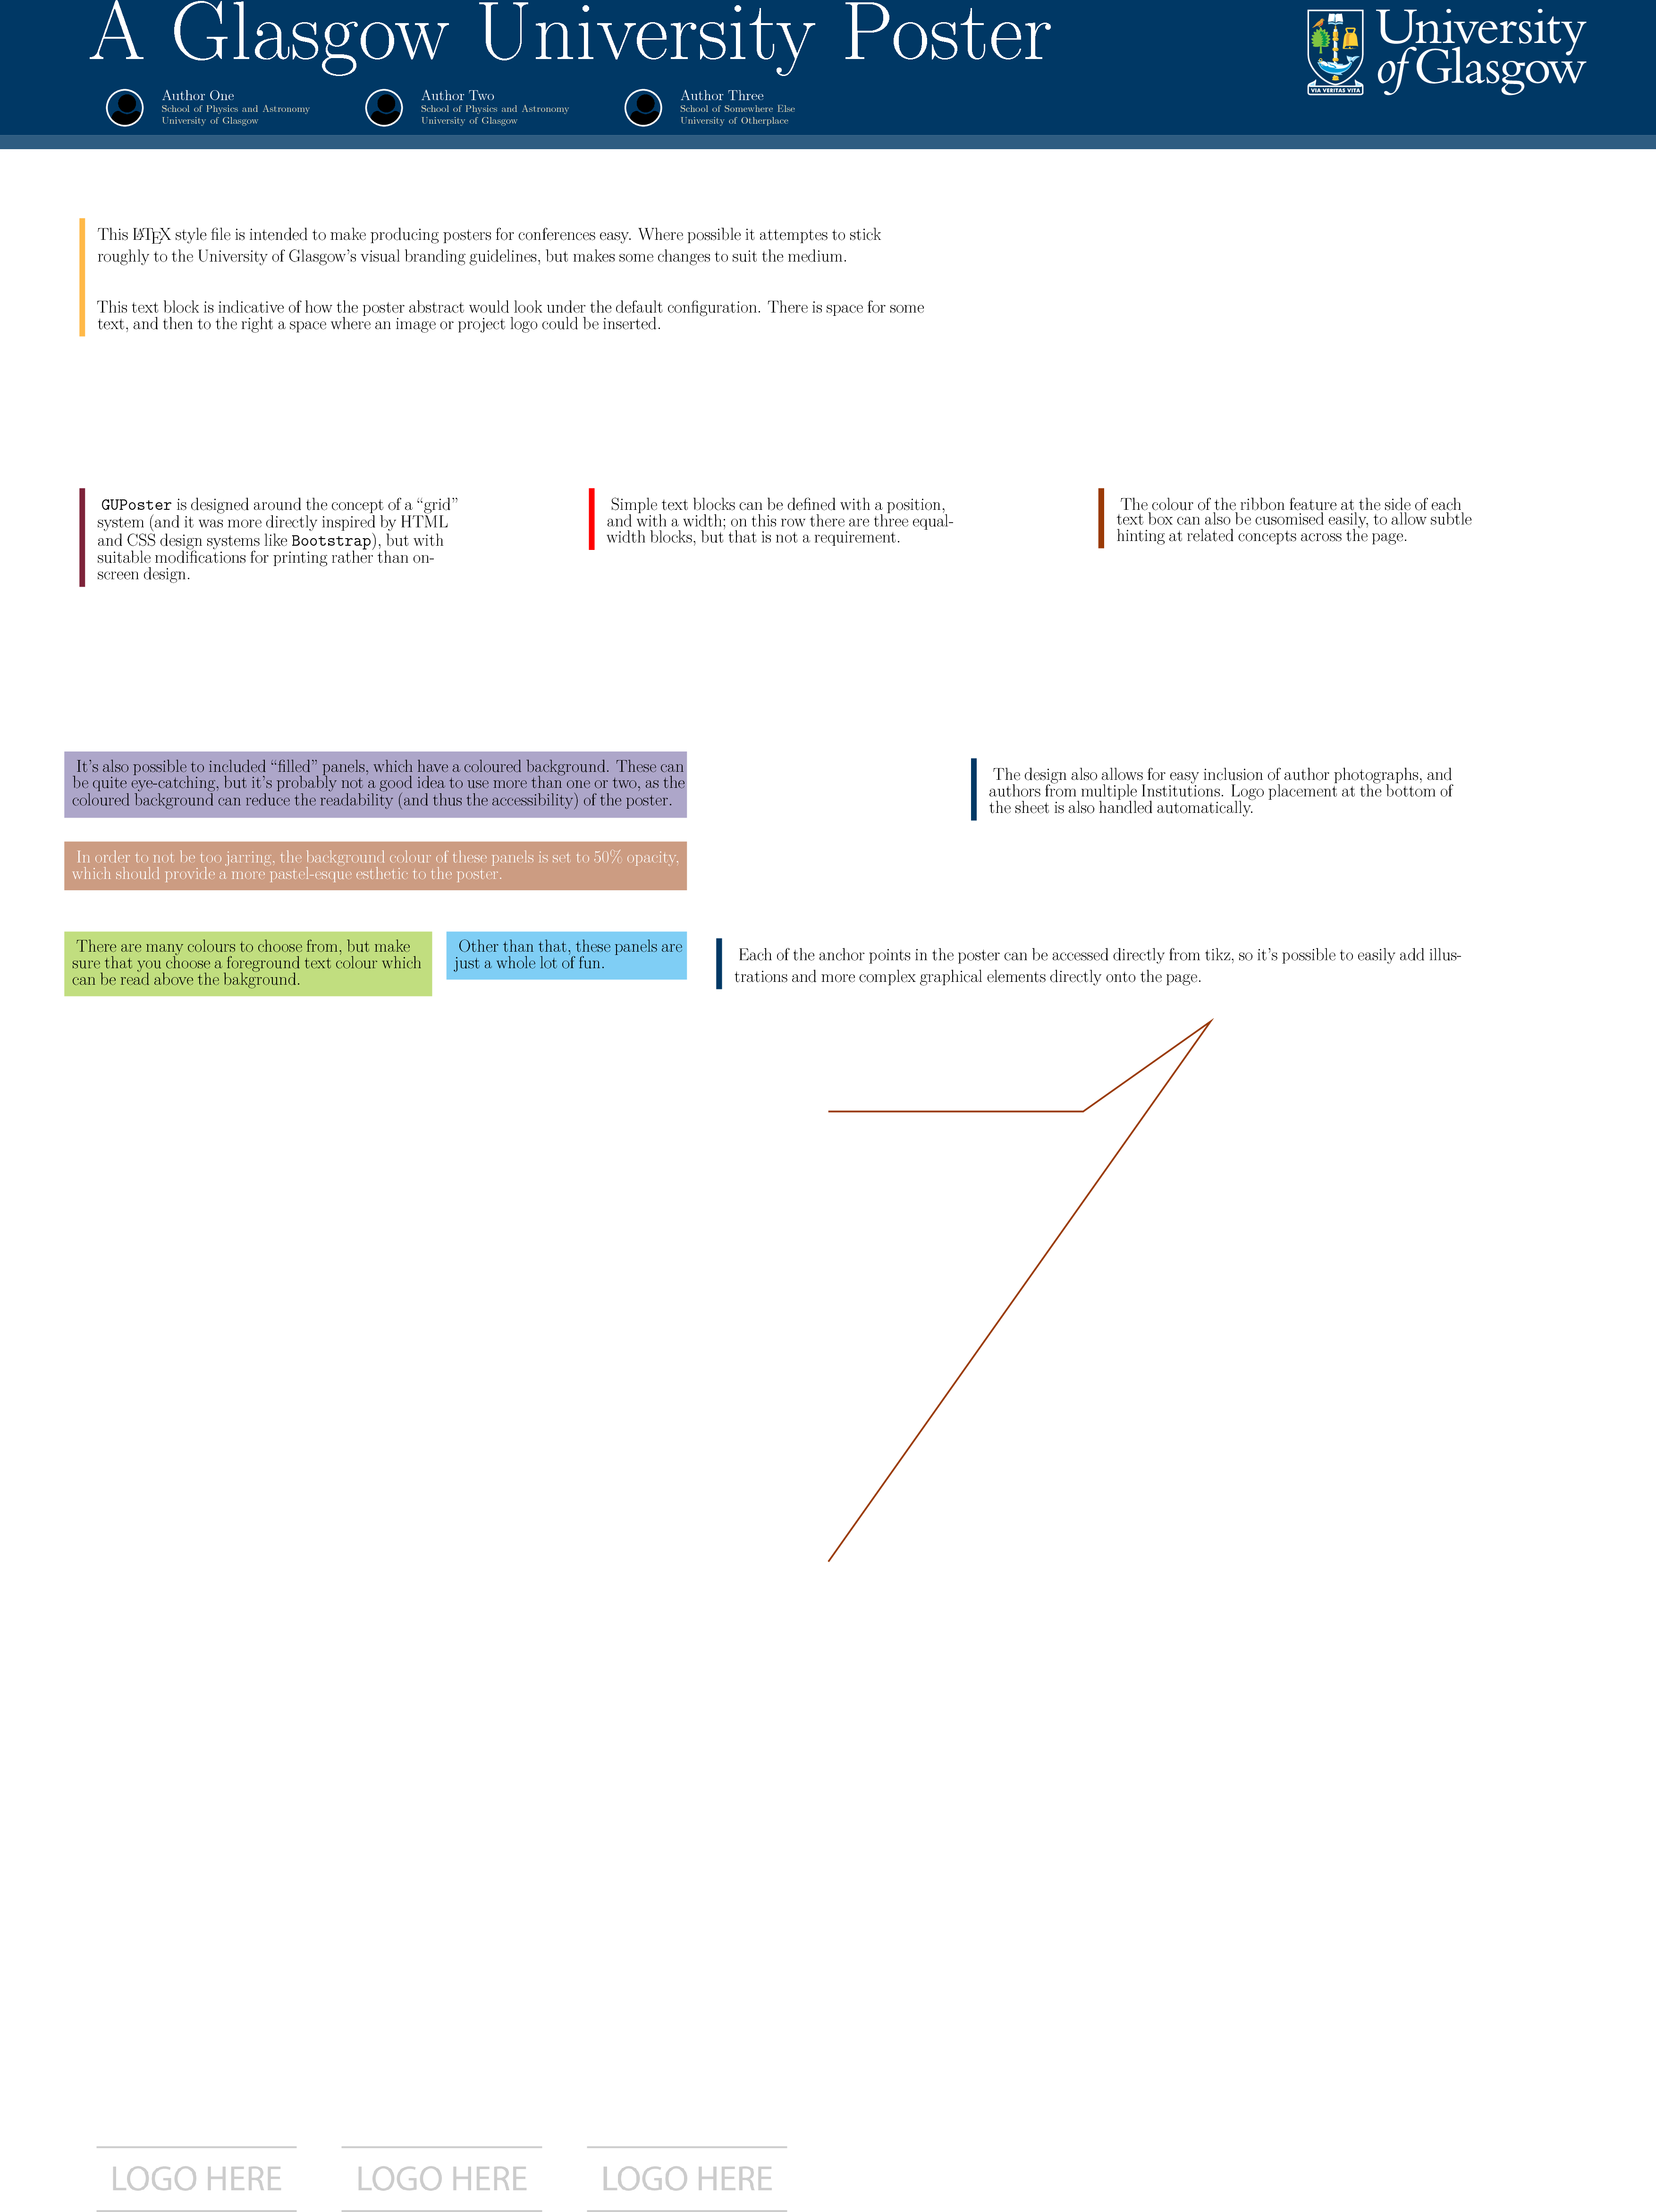 A Glasgow University Poster
University
of Glasgow
VIA VERITAS VITA
Author One
School of Physics and Astronomy
University of Glasgow
Author Two
School of Physics and Astronomy
University of Glasgow
Author Three
School of Somewhere Else
University of Otherplace
This LATEX style file is intended to make producing posters for conferences easy. Where possible it attemptes to stick
roughly to the University of Glasgow's visual branding guidelines, but makes some changes to suit the medium.
This text block is indicative of how the poster abstract would look under the default configuration. There is space for some
text, and then to the right a space where an image or project logo could be inserted.
GUPoster is designed around the concept of a “grid”
system (and it was more directly inspired by HTML
and CSS design systems like Bootstrap), but with
suitable modifications for printing rather than on-
screen design.
Simple text blocks can be defined with a position,
and with a width; on this row there are three equal-
width blocks, but that is not a requirement.
The colour of the ribbon feature at the side of each
text box can also be cusomised easily, to allow subtle
hinting at related concepts across the page.
It's also possible to included “filled” panels, which have a coloured background. These can
be quite eye-catching, but it's probably not a good idea to use more than one or two, as the
coloured background can reduce the readability (and thus the accessibility) of the poster.
The design also allows for easy inclusion of author photographs, and
authors from multiple Institutions. Logo placement at the bottom of
the sheet is also handled automatically.
In order to not be too jarring, the background colour of these panels is set to 50% opacity,
which should provide a more pastel-esque esthetic to the poster.
There are many colours to choose from, but make
sure that you choose a foreground text colour which
can be read above the bakground.
Other than that, these panels are
just a whole lot of fun.
Each of the anchor points in the poster can be accessed directly from tikz, so it's possible to easily add illus-
trations and more complex graphical elements directly onto the page.
LOGO HERE
LOGO HERE
LOGO HERE